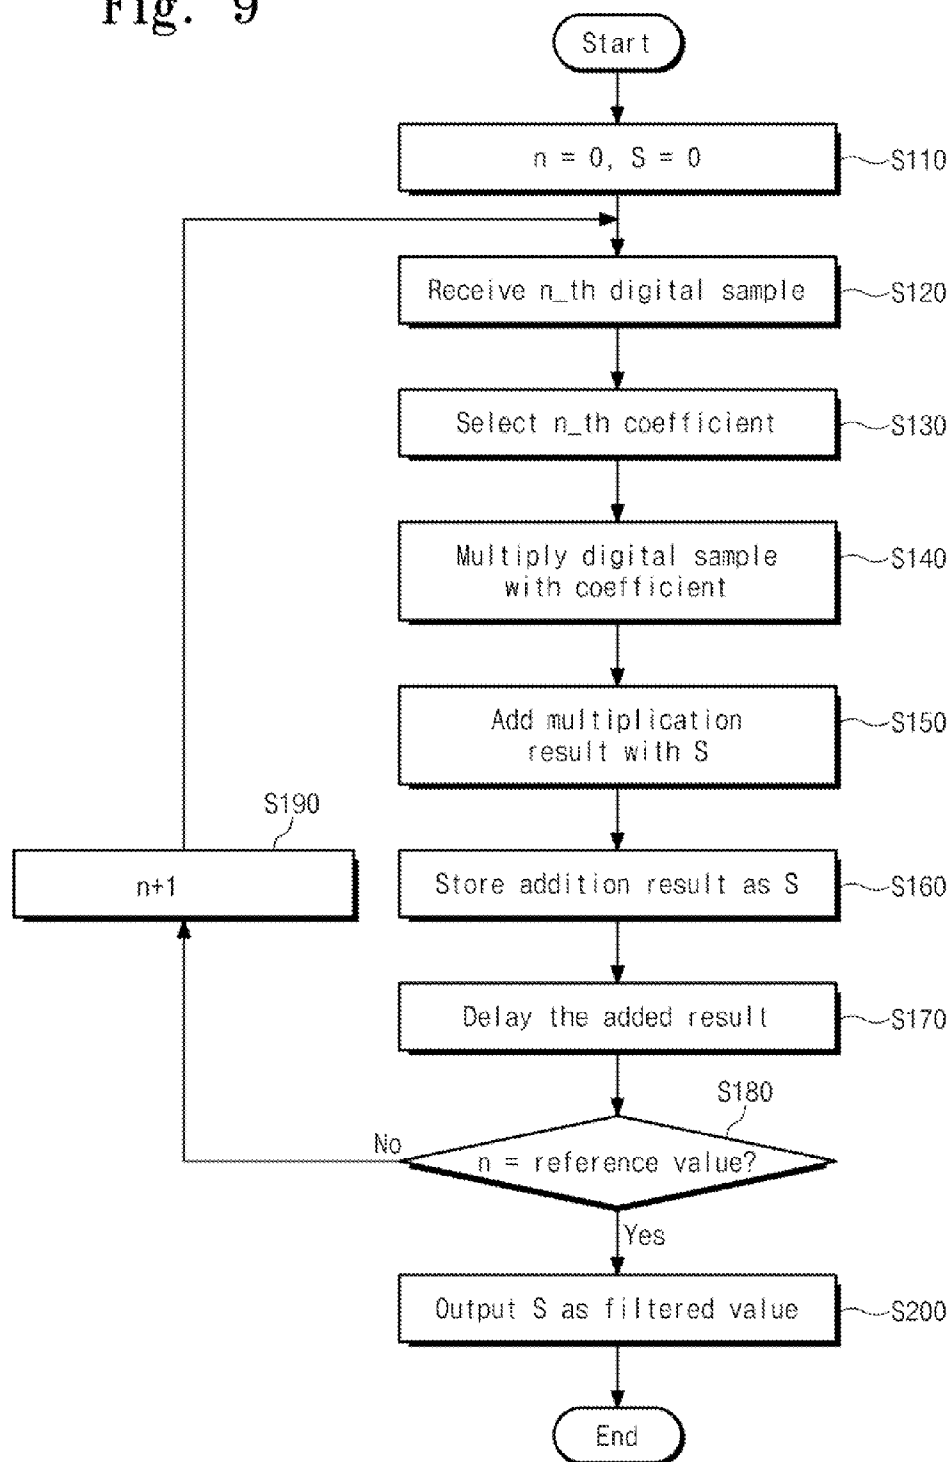 Fig. 9
Start
n = 0, S = 0
S110
Receive n_th digital sample
S120
Select n_th coefficient
S130
Multiply digital sample
with coefficient
S140
Add multiplication
result with S
S150
S190
n+1
Store addition result as S
S160
Delay the added result
S170
S180
No
n = reference value?
Yes
Output S as filtered value
S200
End